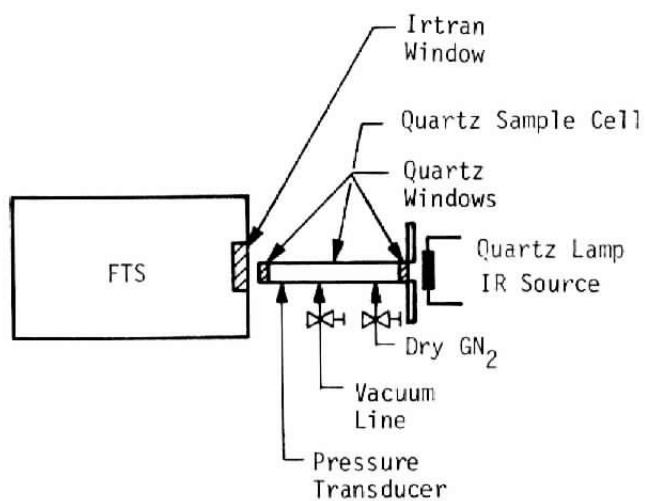 Irtran
Window
Quartz Sample Cell
Quartz
Windows
FTS
Quartz Lamp
IR Source
Dry GN₂
Vacuum
Line
Pressure
Transducer